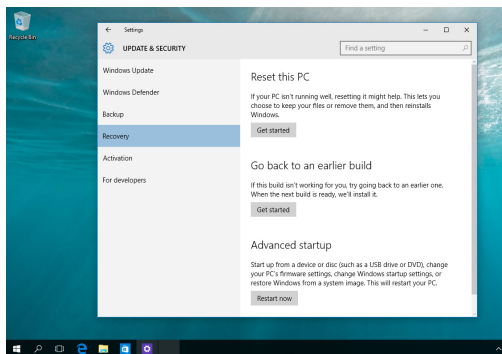 Recycle Bin
Settings
UPDATE & SECURITY
Find a setting
Windows Update
Windows Defender
Backup
Recovery
Activation
For developers
Reset this PC
If your PC isn't running well, resetting it might help. This lets you
choose to keep your files or remove them, and then reinstalls
Windows.
Get started
Go back to an earlier build
If this build isn't working for you, try going back to an earlier one.
When the next build is ready, we'll install it.
Get started
Advanced startup
Start up from a device or disc (such as a USB drive or DVD), change
your PC's firmware settings, change Windows startup settings, or
restore Windows from a system image. This will restart your PC.
Restart now